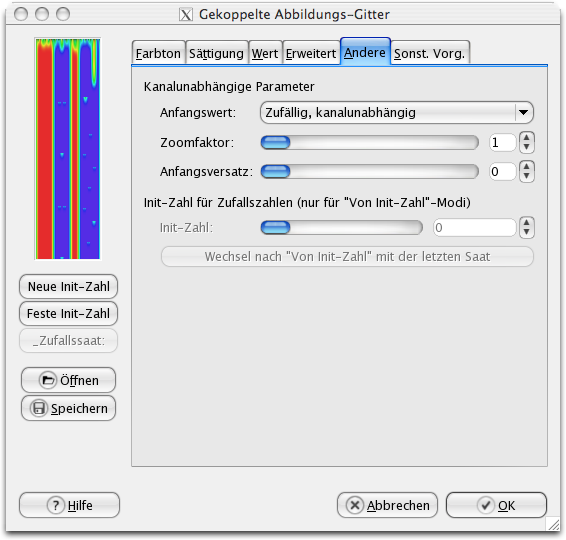 Gekoppelte Abbildungs-Gitter
Farbton Sättigung Wert Erweitert Andere Sonst. Vorg.
Kanalunabhängige Parameter
Anfangswert: Zufällig, kanalunabhängig
Zoomfaktor: 1
Anfangsversatz: 0
Init-Zahl für Zufallszahlen (nur für "Von Init-Zahl"-Modi)
Init-Zahl: 0
Wechsel nach "Von Init-Zahl" mit der letzten Saat
Neue Init-Zahl
Feste Init-Zahl
_Zufallssaat:
Öffnen
Speichern
Hilfe
Abbrechen
OK